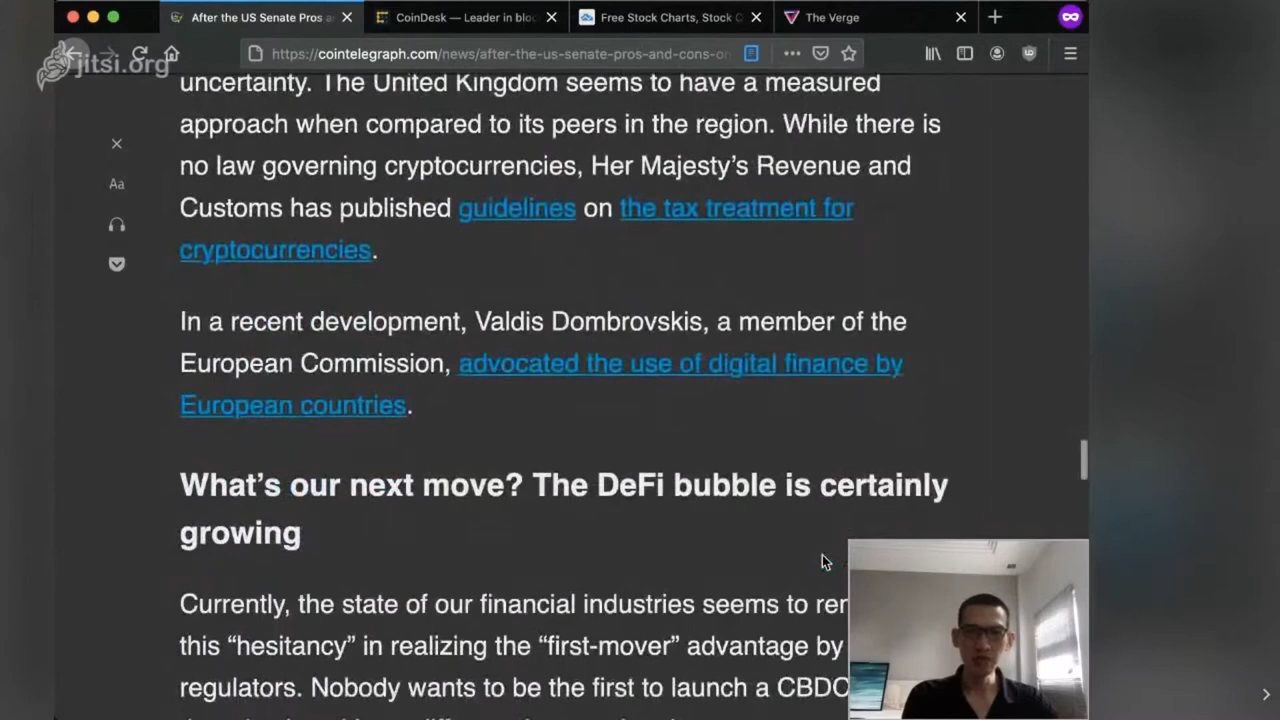 After the US Senate Pros a
CoinDesk — Leader in bloc
Free Stock Charts, Stock Q
The Verge
jitsi.org
https://cointelegraph.com/news/after-the-us-senate-pros-and-cons-o
uncertainty. The United Kingdom seems to have a measured
approach when compared to its peers in the region. While there is
no law governing cryptocurrencies, Her Majesty’s Revenue and
Customs has published guidelines on the tax treatment for
cryptocurrencies.
Aa
In a recent development, Valdis Dombrovskis, a member of the
European Commission, advocated the use of digital finance by
European countries.
What’s our next move? The DeFi bubble is certainly
growing
Currently, the state of our financial industries seems to
this “hesitancy” in realizing the “first-mover” advantage by
regulators. Nobody wants to be the first to launch a CBDC